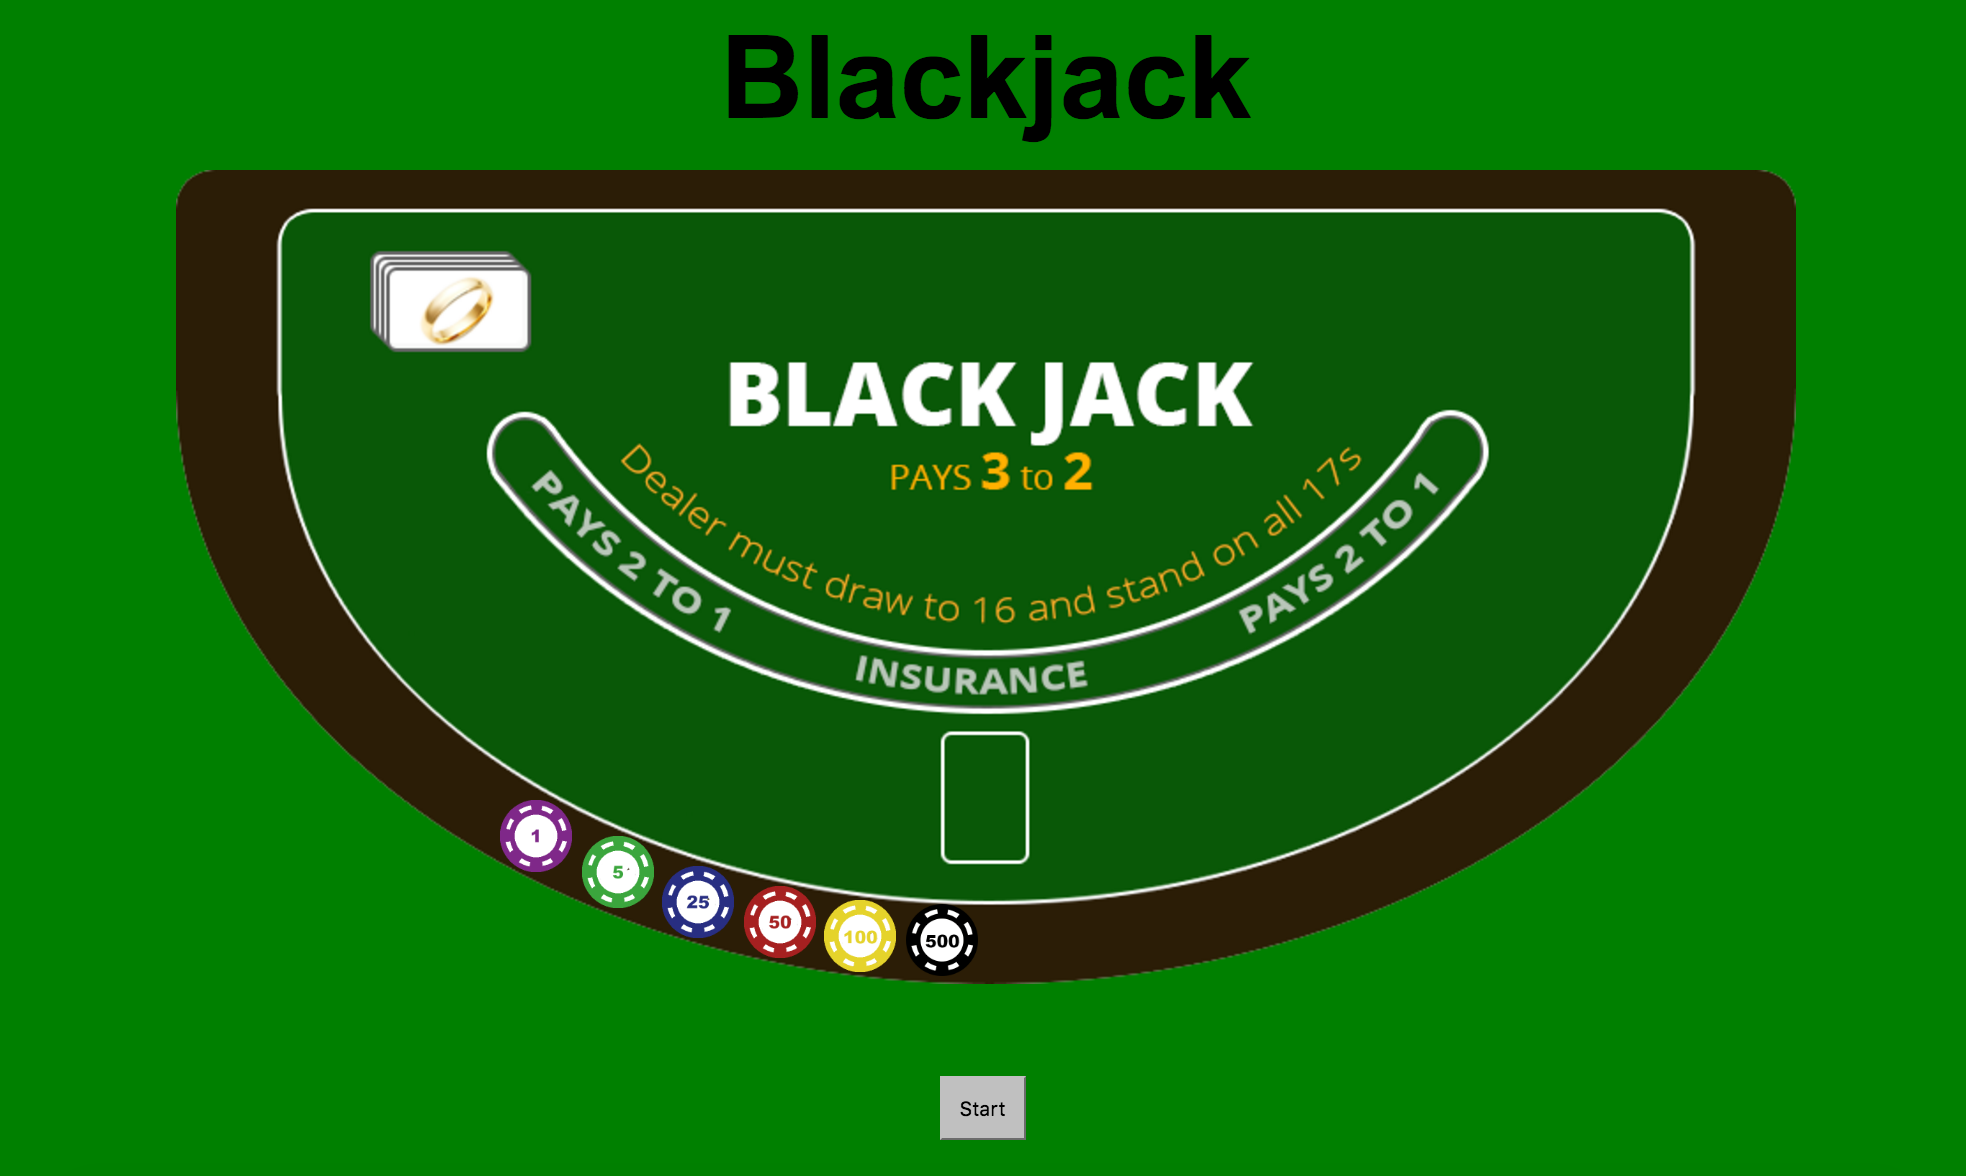 Blackjack
BLACK JACK
PAYS 3 to 2
Dealer must draw to 16 and stand on all 17s
PAYS 2 TO 1
INSURANCE
PAYS 2 TO 1
1
5
25
50
100
500
Start